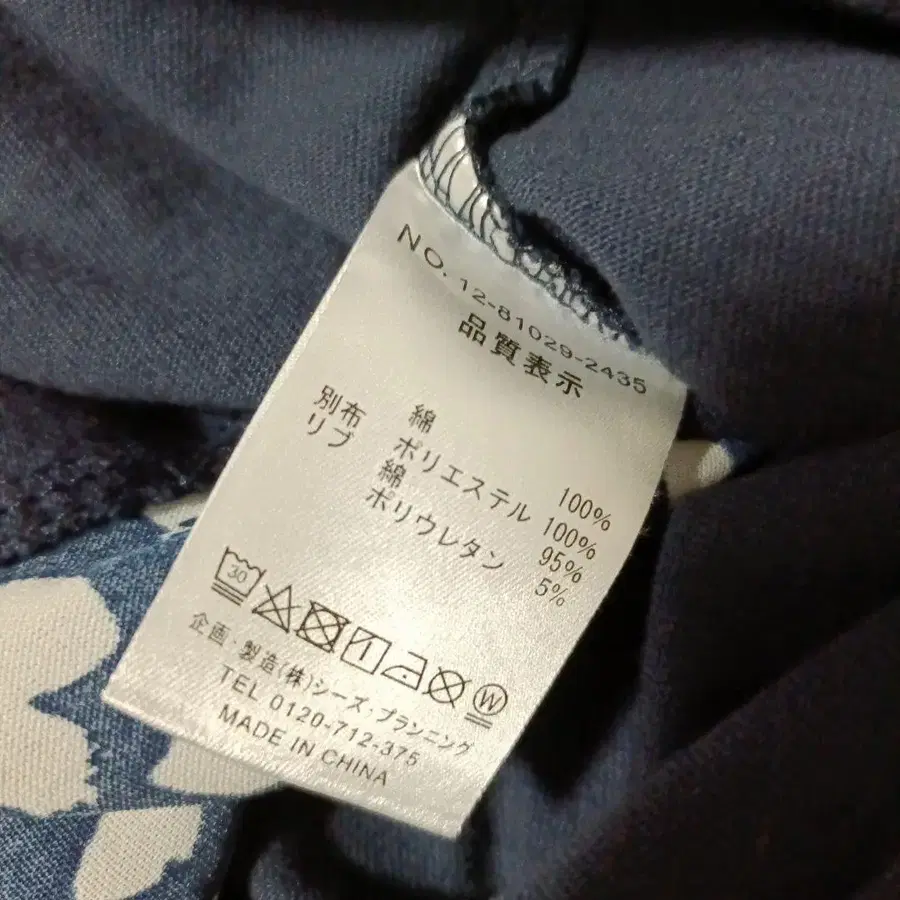 NO. 12-81029-2435
品質表示
綿 100%
別布 ポリエステル 100%
リブ 綿 95%
ポリウレタン 5%
30
W
企画・製造(株)シーズ・プランニング
TEL 0120-712-375
MADE IN CHINA